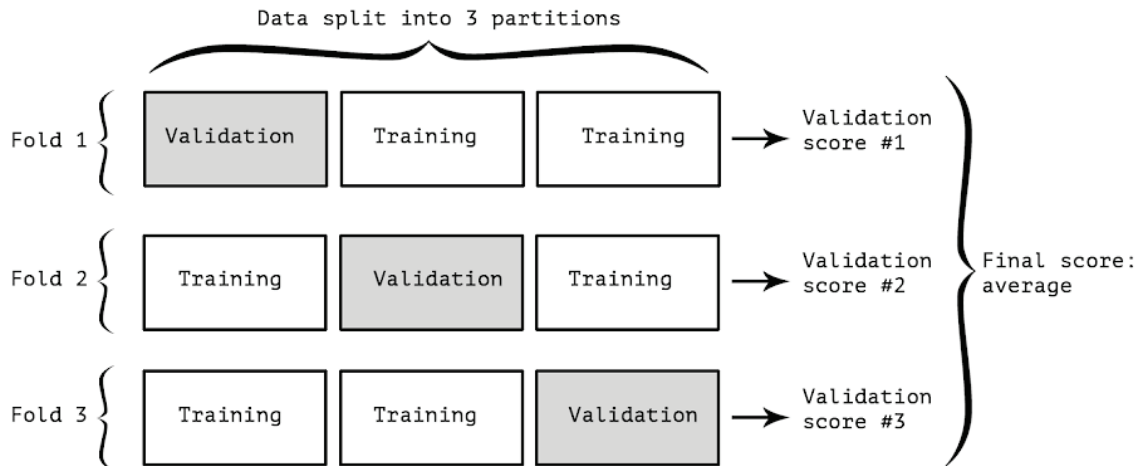 Data split into 3 partitions
Fold 1
Validation
Training
Training
Validation
score #1
Fold 2
Training
Validation
Training
Validation
score #2
Final score:
average
Fold 3
Training
Training
Validation
Validation
score #3